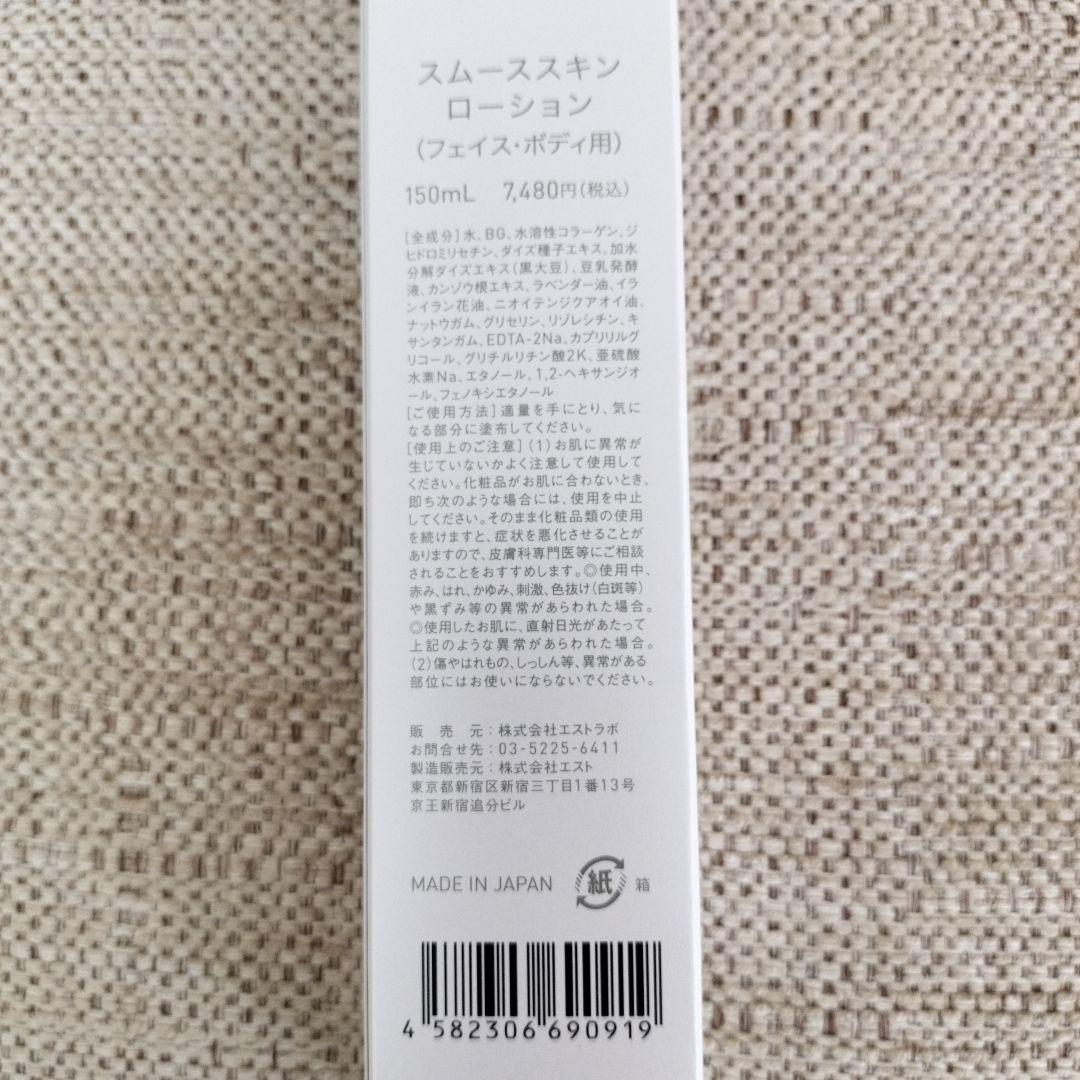 スムーススキン
ローション
(フェイス・ボディ用)
150mL 7,480円(税込)
[全成分]水、BG、水溶性コラーゲン、ジ
ヒドロミリセチン、ダイズ種子エキス、加水
分解ダイズエキス(黒大豆)、豆乳発酵
液、カンゾウ根エキス、ラベンダー油、イラ
ンイラン花油、ニオイテンジクアオイ油、
ナットウガム、グリセリン、リゾレシチン、キ
サンタンガム、EDTA-2Na、カプリリルグ
リコール、グリチルリチン酸2K、亜硫酸
水素Na、エタノール、1,2-ヘキサンジオ
ール、フェノキシエタノール
[ご使用方法]適量を手にとり、気に
なる部分に塗布してください。
[使用上のご注意](1)お肌に異常が
生じていないかよく注意して使用して
ください。化粧品がお肌に合わないとき、
即ち次のような場合には、使用を中止
してください。そのまま化粧品類の使用
を続けますと、症状を悪化させることが
ありますので、皮膚科専門医等にご相談
されることをおすすめします。◎使用中、
赤み、はれ、かゆみ、刺激、色抜け(白斑等)
や黒ずみ等の異常があらわれた場合。
◎使用したお肌に、直射日光があたって
上記のような異常があらわれた場合。
(2)傷やはれもの、しっしん等、異常がある
部位にはお使いにならないでください。
販売元:株式会社エストラボ
お問合せ先:03-5225-6411
製造販売元:株式会社エスト
東京都新宿区新宿三丁目1番13号
京王新宿追分ビル
MADE IN JAPAN 紙 箱
4 582306 690919